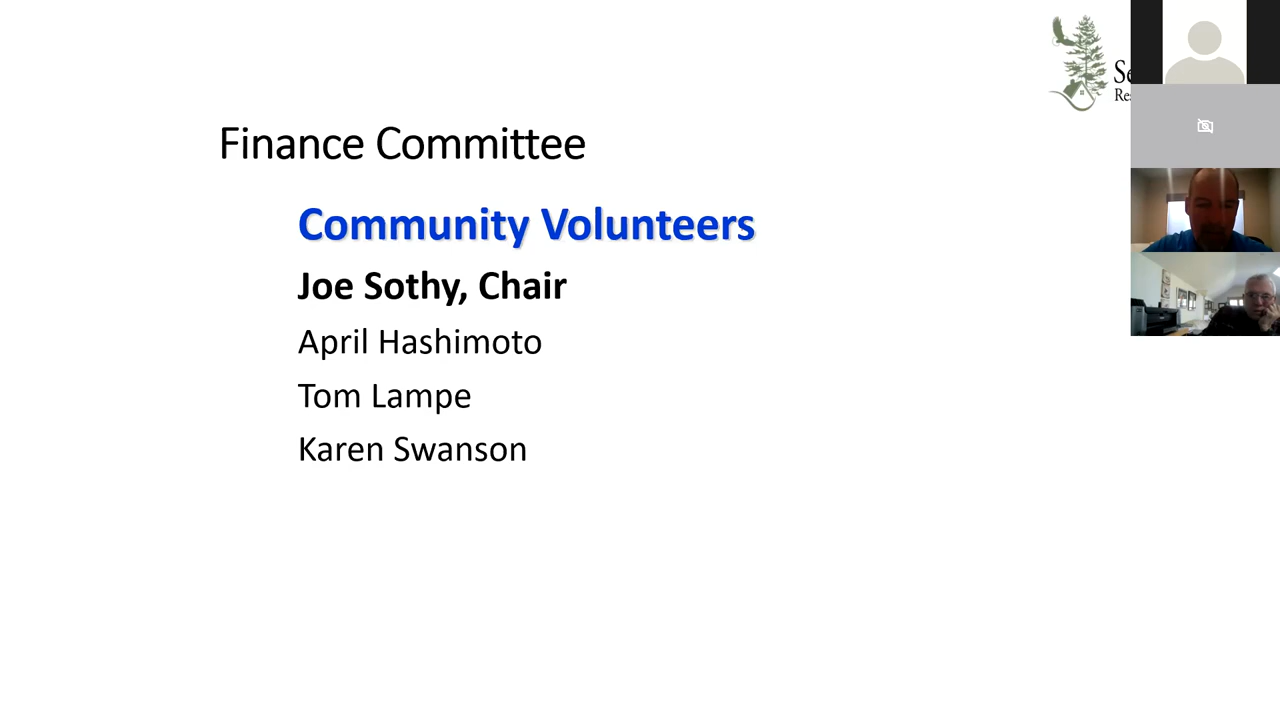 Finance Committee
Community Volunteers
Joe Sothy, Chair
April Hashimoto
Tom Lampe
Karen Swanson